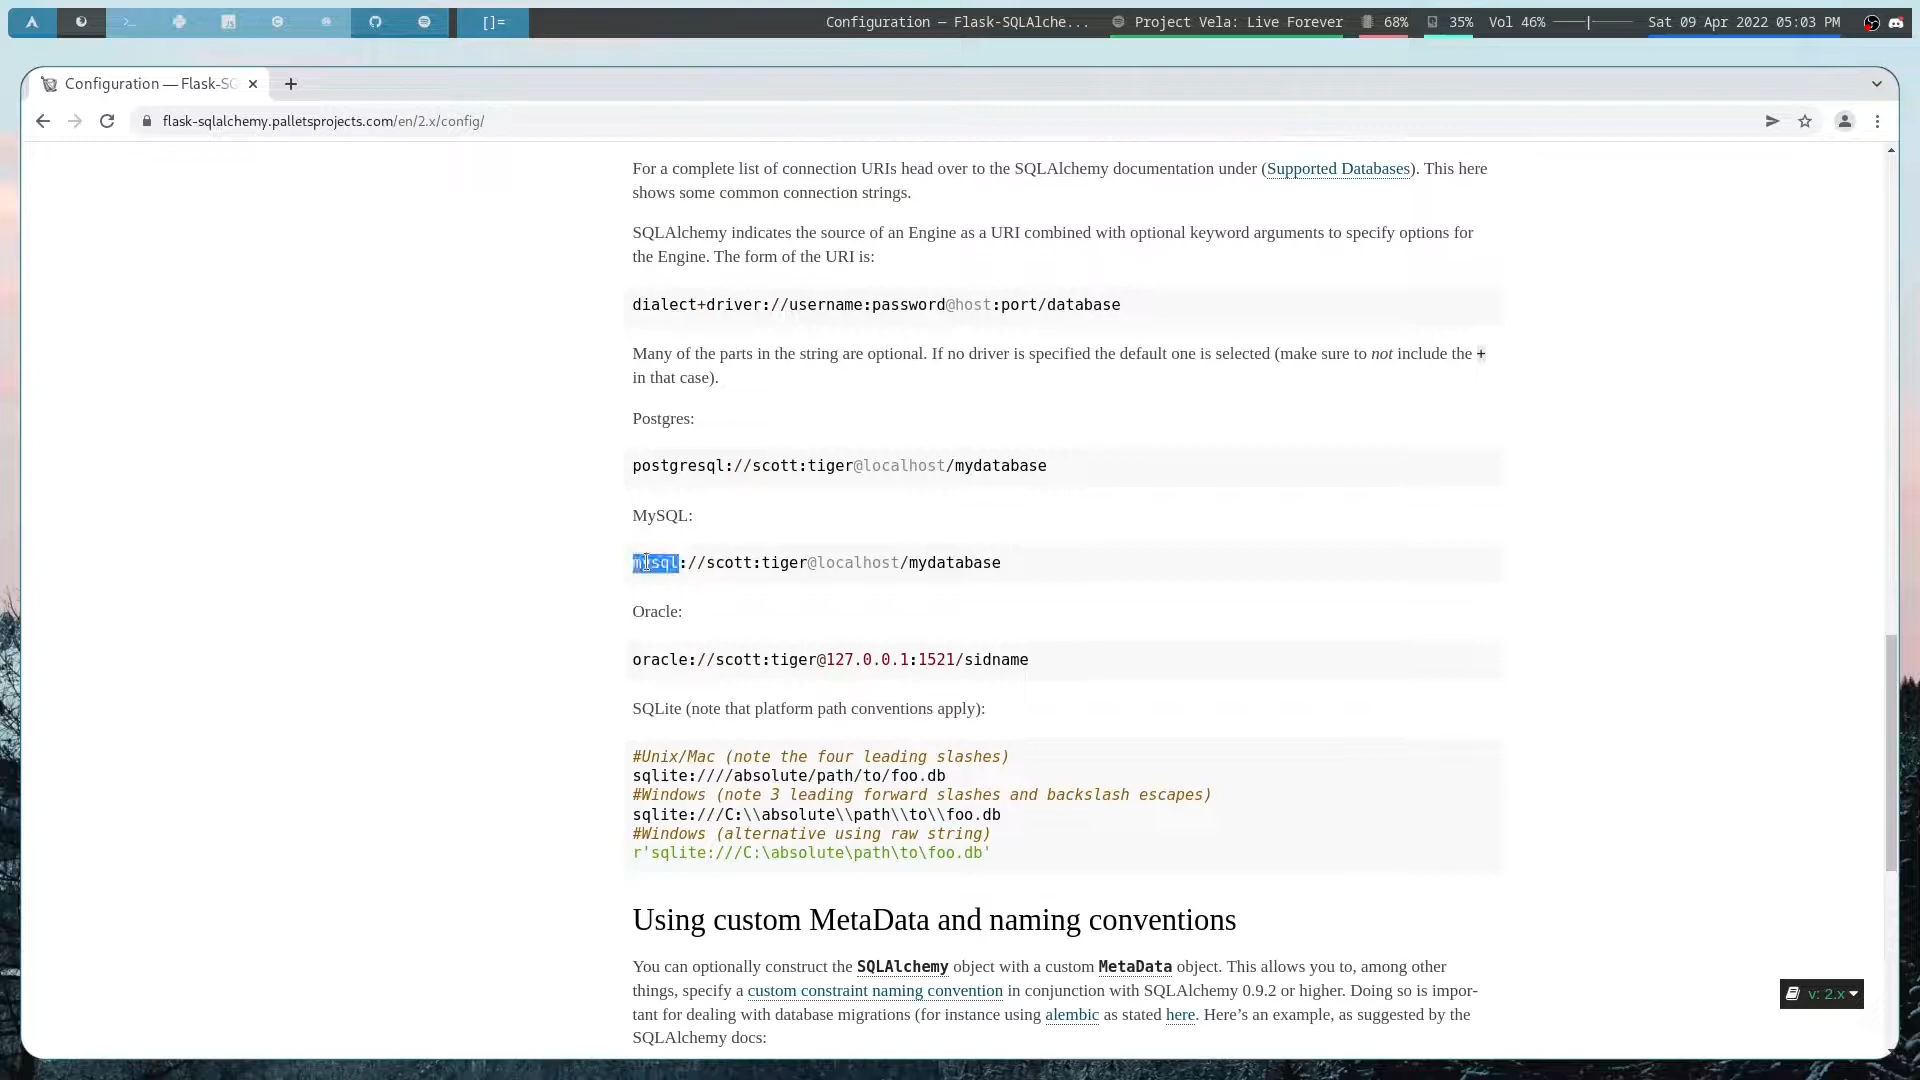 []=
Configuration — Flask-SQLAlche...
Project Vela: Live Forever
68%
35%
Vol 46%
Sat 09 Apr 2022 05:03 PM
Configuration — Flask-SQ
flask-sqlalchemy.palletsprojects.com/en/2.x/config/
For a complete list of connection URIs head over to the SQLAlchemy documentation under (Supported Databases). This here
shows some common connection strings.
SQLAlchemy indicates the source of an Engine as a URI combined with optional keyword arguments to specify options for
the Engine. The form of the URI is:
dialect+driver://username:password@host:port/database
Many of the parts in the string are optional. If no driver is specified the default one is selected (make sure to not include the +
in that case).
Postgres:
postgresql://scott:tiger@localhost/mydatabase
MySQL:
mysql://scott:tiger@localhost/mydatabase
Oracle:
oracle://scott:tiger@127.0.0.1:1521/sidname
SQLite (note that platform path conventions apply):
#Unix/Mac (note the four leading slashes)
sqlite:////absolute/path/to/foo.db
#Windows (note 3 leading forward slashes and backslash escapes)
sqlite:///C:\\absolute\\path\\to\\foo.db
#Windows (alternative using raw string)
r'sqlite:///C:\absolute\path\to\foo.db'
Using custom MetaData and naming conventions
You can optionally construct the SQLAlchemy object with a custom MetaData object. This allows you to, among other
things, specify a custom constraint naming convention in conjunction with SQLAlchemy 0.9.2 or higher. Doing so is impor-
tant for dealing with database migrations (for instance using alembic as stated here. Here’s an example, as suggested by the
SQLAlchemy docs:
v: 2.x